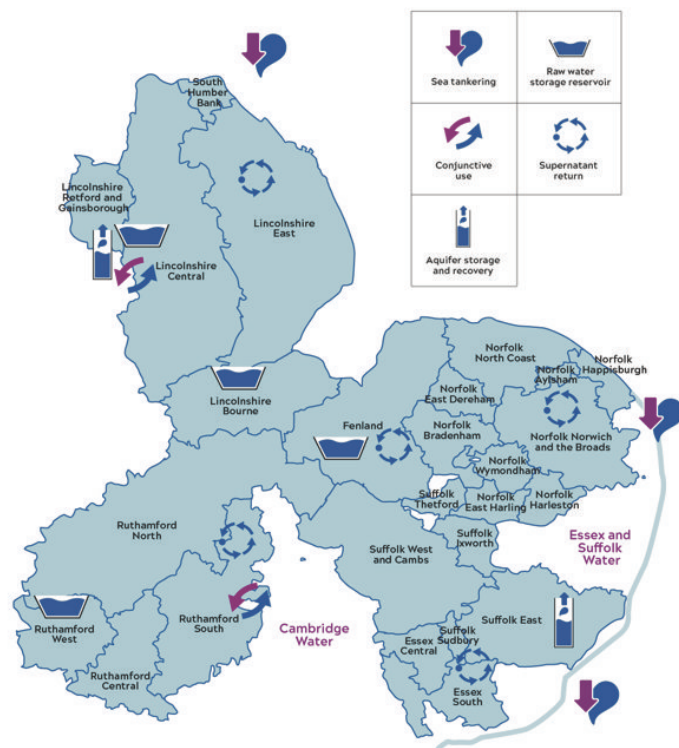 Sea tankering
Raw water
storage reservoir
Conjunctive
use
Supernatant
return
Aquifer storage
and recovery
South
Humber
Bank
Lincolnshire
Retford and
Gainsborough
Lincolnshire
East
Lincolnshire
Central
Lincolnshire
Bourne
Norfolk
North Coast
Norfolk
Happisburgh
Norfolk
Aylsham
Norfolk
East Dereham
Fenland
Norfolk
Bradenham
Norfolk Norwich
and the Broads
Norfolk
Wymondham
Suffolk
Thetford
Norfolk
East Harling
Norfolk
Harleston
Ruthamford
North
Suffolk West
and Cambs
Suffolk
Ixworth
Essex and
Suffolk
Water
Ruthamford
West
Ruthamford
South
Cambridge
Water
Suffolk East
Essex
Central
Suffolk
Sudbury
Ruthamford
Central
Essex
South